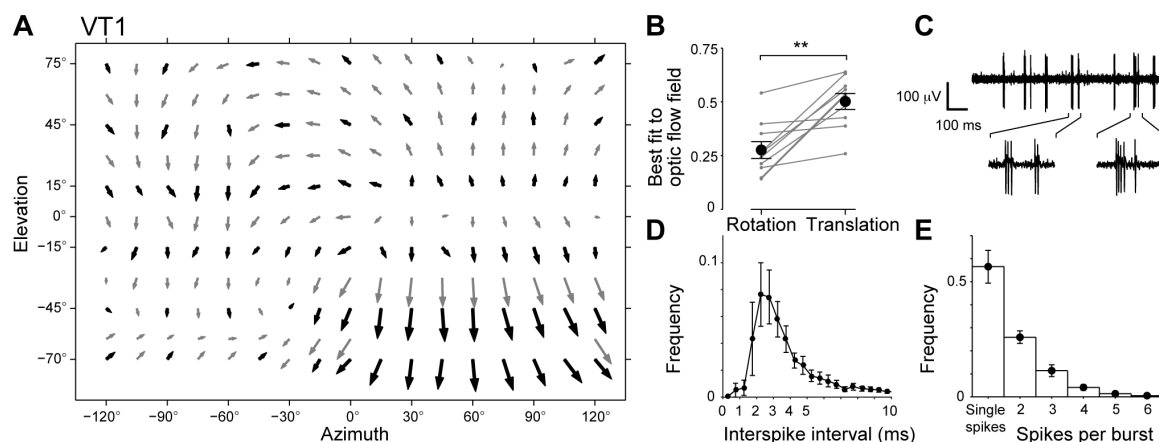 A
VT1
75°
45°
15°
0°
−15°
−45°
−70°
Elevation
−120°
−90°
−60°
−30°
0°
30°
60°
90°
120°
Azimuth
B
**
0.75
0.5
0.25
0
Best fit to
optic flow field
Rotation
Translation
C
100 μV
100 ms
D
0.1
0
Frequency
0 1 2 3 4 5 10
Interspike interval (ms)
E
0.5
0
Frequency
Single
spikes
2 3 4 5 6
Spikes per burst